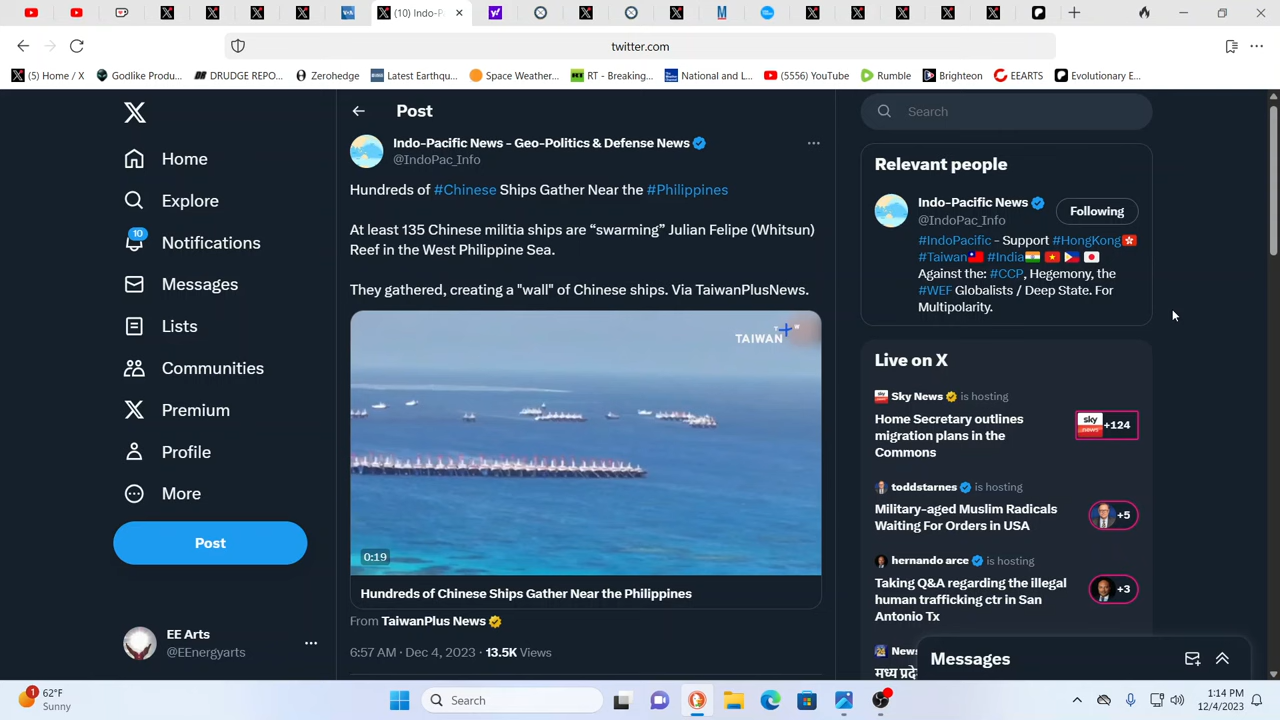 (10) Indo-P
twitter.com
(5) Home / X
Godlike Produ...
DRUDGE REPO...
Zerohedge
Latest Earthqu...
Space Weather...
RT - Breaking...
National and L...
(5556) YouTube
Rumble
Brighteon
EEARTS
Evolutionary E...
Home
Explore
10
Notifications
Messages
Lists
Communities
Premium
Profile
More
Post
EE Arts
@EEnergyarts
Post
Indo-Pacific News - Geo-Politics & Defense News
@IndoPac_Info
Hundreds of #Chinese Ships Gather Near the #Philippines
At least 135 Chinese militia ships are “swarming” Julian Felipe (Whitsun)
Reef in the West Philippine Sea.
They gathered, creating a "wall" of Chinese ships. Via TaiwanPlusNews.
TAIWAN+
0:19
Hundreds of Chinese Ships Gather Near the Philippines
From TaiwanPlus News
6:57 AM · Dec 4, 2023 · 13.5K Views
Search
Relevant people
Indo-Pacific News
@IndoPac_Info
Following
#IndoPacific - Support #HongKong
#Taiwan #India
Against the: #CCP, Hegemony, the
#WEF Globalists / Deep State. For
Multipolarity.
Live on X
Sky News is hosting
Home Secretary outlines
migration plans in the
Commons
sky news +124
toddstarnes is hosting
Military-aged Muslim Radicals
Waiting For Orders in USA
+5
hernando arce is hosting
Taking Q&A regarding the illegal
human trafficking ctr in San
Antonio Tx
+3
News
मध्य प्रदे
Messages
1
62°F
Sunny
Search
1:14 PM
12/4/2023